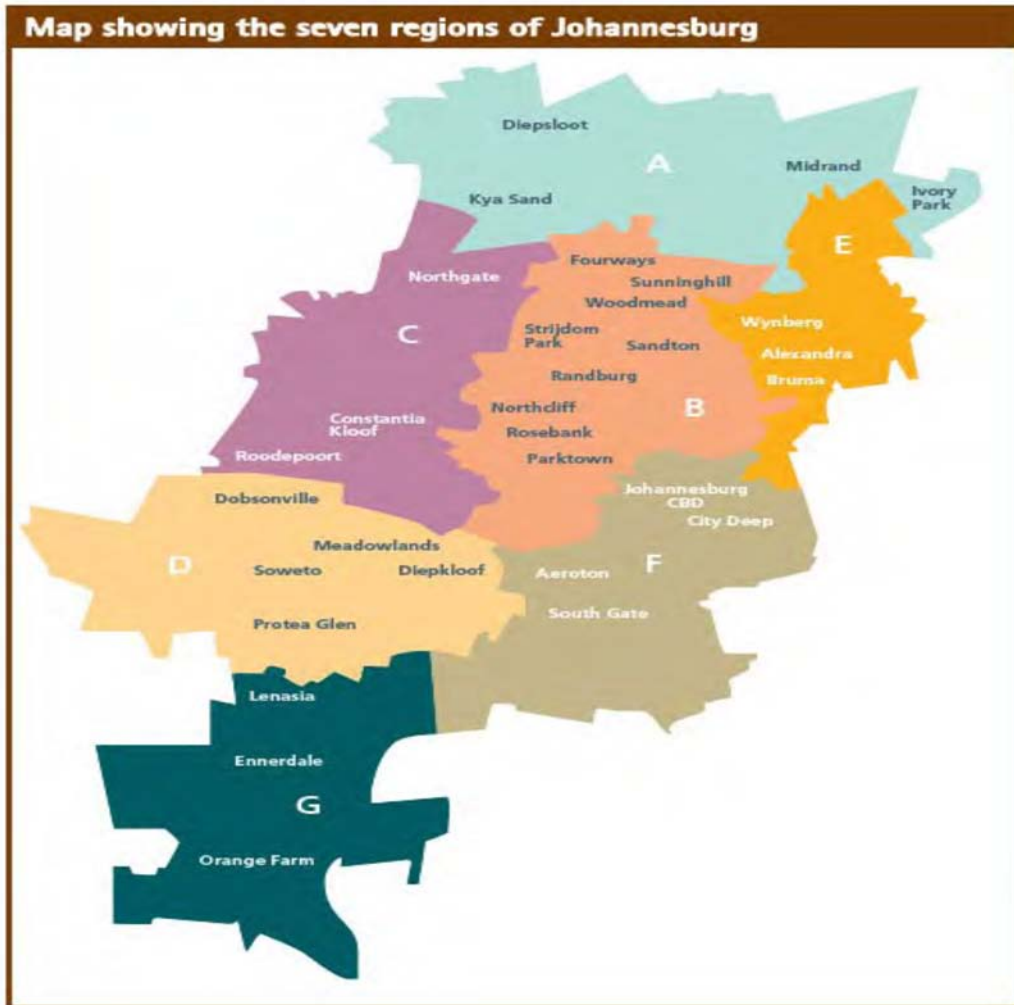 Map showing the seven regions of Johannesburg
Diepsloot
A
Midrand
Kya Sand
Ivory
Park
E
Fourways
Northgate
Sunninghill
Woodmead
Wynberg
C
Strijdom
Park
Sandton
Alexandra
Randburg
Bruma
Northcliff
B
Constantia
Kloof
Rosebank
Roodepoort
Parktown
Johannesburg
CBD
Dobsonville
City Deep
Meadowlands
D
Soweto
Diepkloof
Aeroton
F
South Gate
Protea Glen
Lenasia
Ennerdale
G
Orange Farm